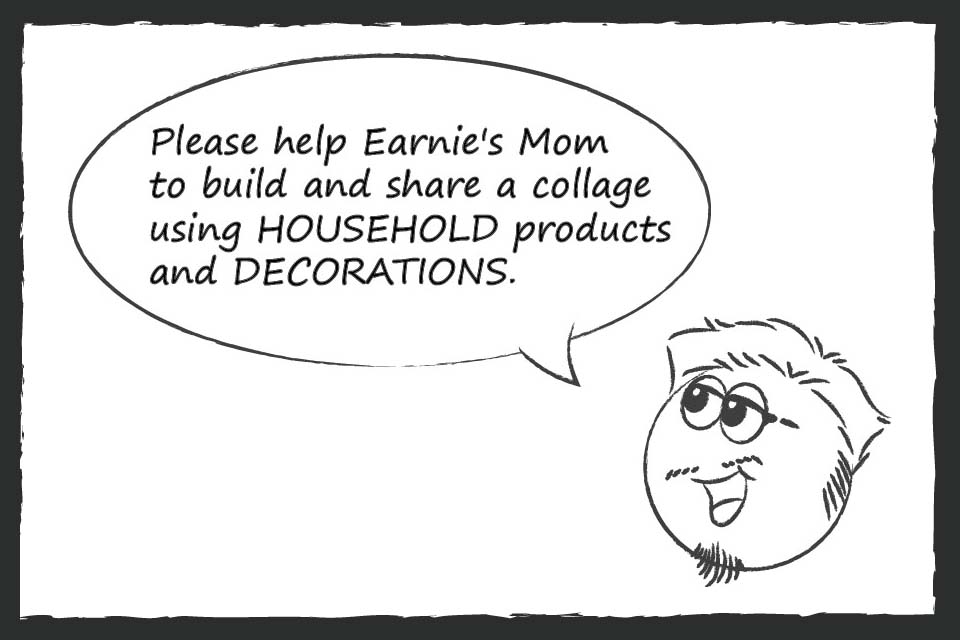 Please help Earnie's Mom
to build and share a collage
using HOUSEHOLD products
and DECORATIONS.